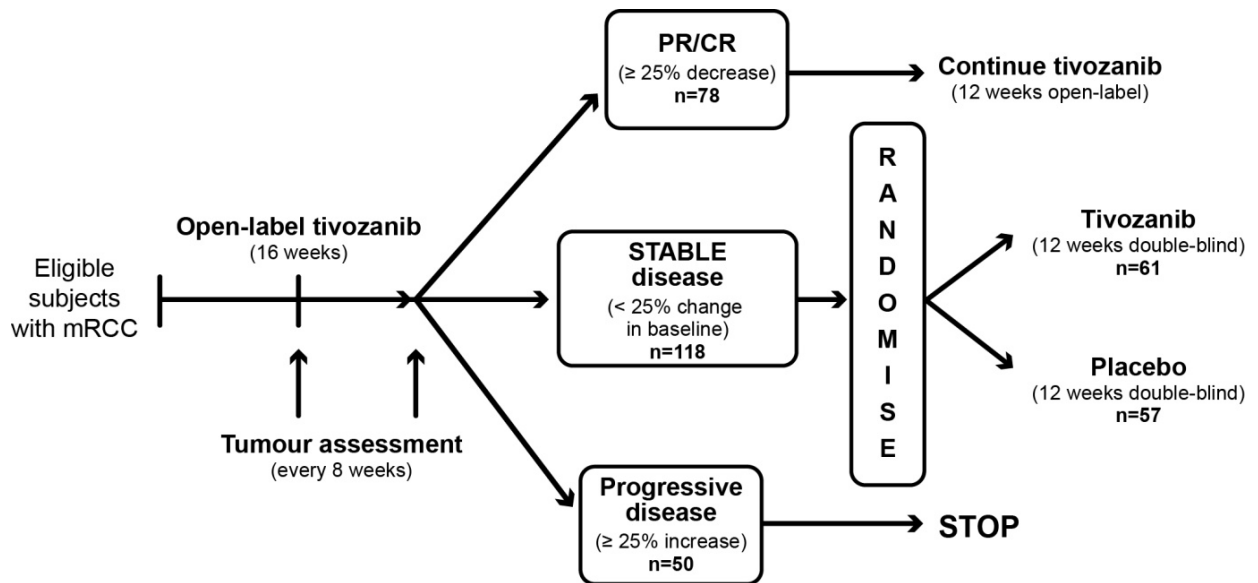 Eligible
subjects
with mRCC
Open-label tivozanib
(16 weeks)
Tumour assessment
(every 8 weeks)
PR/CR
(≥ 25% decrease)
n=78
Continue tivozanib
(12 weeks open-label)
STABLE
disease
(< 25% change
in baseline)
n=118
RANDOMISE
Tivozanib
(12 weeks double-blind)
n=61
Placebo
(12 weeks double-blind)
n=57
Progressive
disease
(≥ 25% increase)
n=50
STOP